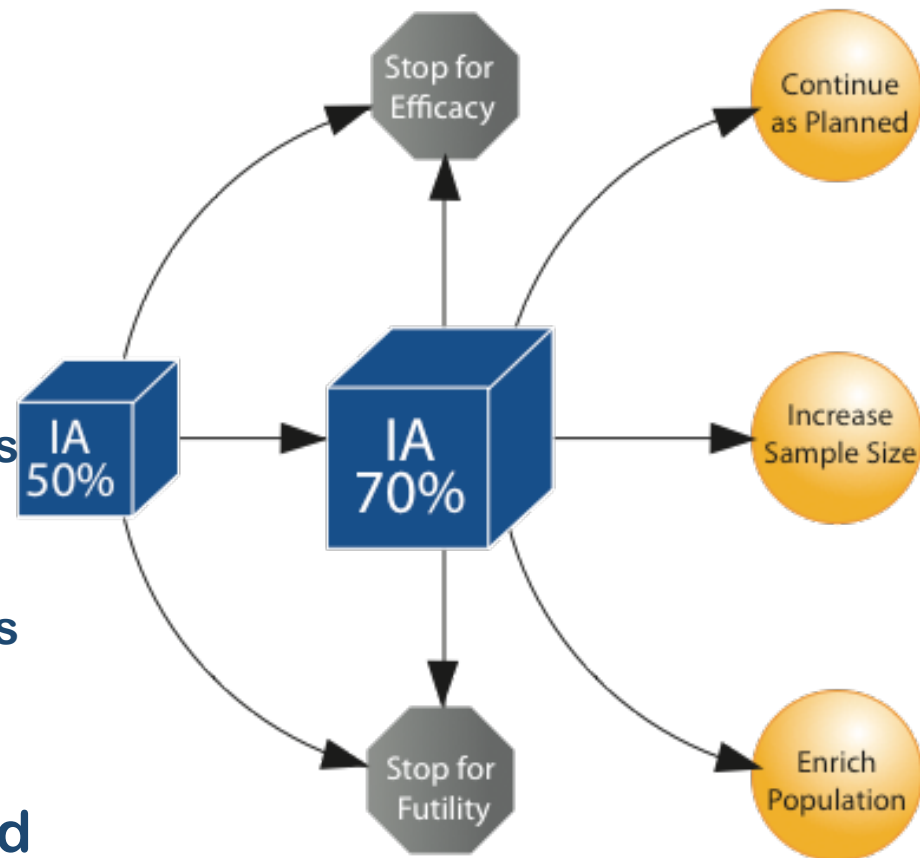 Stop for
Efficacy
Continue
as Planned
s
IA
50%
IA
70%
Increase
Sample Size
s
Stop for
Futility
Enrich
Population
d